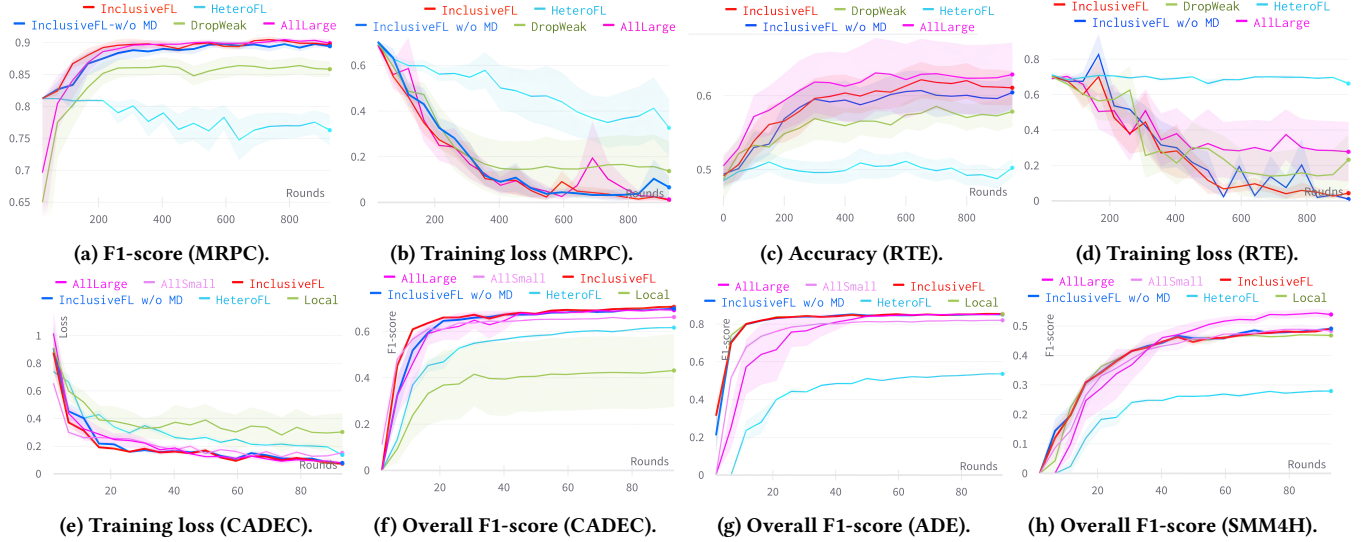 InclusiveFL HeteroFL
InclusiveFL-w/o MD DropWeak AllLarge
0.9
0.85
0.8
0.75
0.7
0.65
200 400 600 800
Rounds
(a) F1-score (MRPC).
InclusiveFL HeteroFL
InclusiveFL w/o MD DropWeak AllLarge
0.6
0.4
0.2
0
200 400 600 800
Rounds
(b) Training loss (MRPC).
InclusiveFL DropWeak HeteroFL
InclusiveFL w/o MD AllLarge
0.6
0.5
0 200 400 600 800
Rounds
(c) Accuracy (RTE).
InclusiveFL DropWeak HeteroFL
InclusiveFL w/o MD AllLarge
0.8
0.6
0.4
0.2
0
200 400 600 800
Roudns
(d) Training loss (RTE).
AllLarge AllSmall InclusiveFL
InclusiveFL w/o MD HeteroFL Local
Loss
1
0.8
0.6
0.4
0.2
0
20 40 60 80
Rounds
(e) Training loss (CADEC).
AllLarge AllSmall InclusiveFL
InclusiveFL w/o MD HeteroFL Local
F1-score
0.6
0.4
0.2
0
20 40 60 80
Rounds
(f) Overall F1-score (CADEC).
AllLarge AllSmall InclusiveFL
InclusiveFL w/o MD HeteroFL Local
F1-score
0.8
0.6
0.4
0.2
0
20 40 60 80
Rounds
(g) Overall F1-score (ADE).
AllLarge AllSmall InclusiveFL
InclusiveFL w/o MD HeteroFL Local
F1-score
0.5
0.4
0.3
0.2
0.1
0
20 40 60 80
Rounds
(h) Overall F1-score (SMM4H).